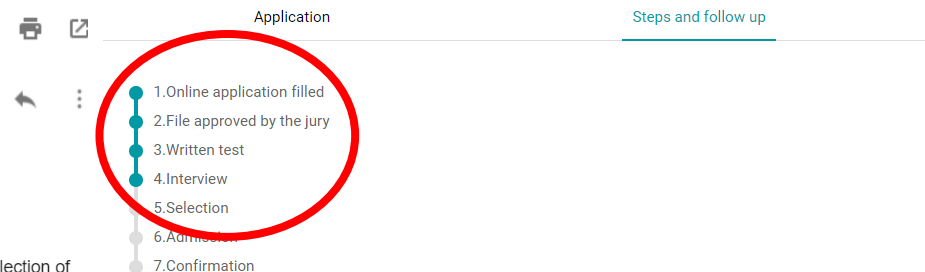 Application
Steps and follow up
1.Online application filled
2.File approved by the jury
3.Written test
4.Interview
5.Selection
6.Admission
7.Confirmation
lection of